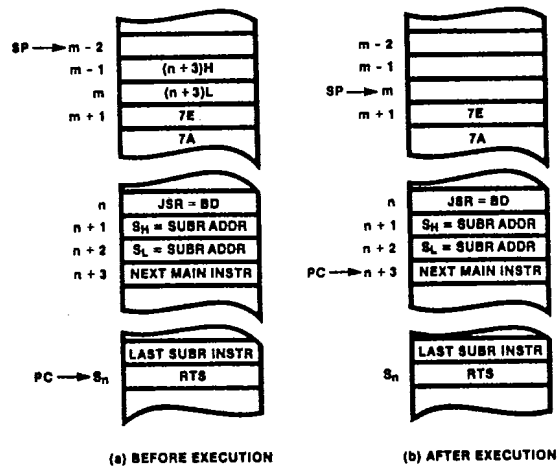 SP m - 2
m - 1 (n + 3)H
m (n + 3)L
m + 1 7E
7A
n JSR = BD
n + 1 SH = SUBR ADDR
n + 2 SL = SUBR ADDR
n + 3 NEXT MAIN INSTR
LAST SUBR INSTR
PC Sn RTS
(a) BEFORE EXECUTION
m - 2
m - 1
SP m
m + 1 7E
7A
n JSR = BD
n + 1 SH = SUBR ADDR
n + 2 SL = SUBR ADDR
PC n + 3 NEXT MAIN INSTR
LAST SUBR INSTR
Sn RTS
(b) AFTER EXECUTION